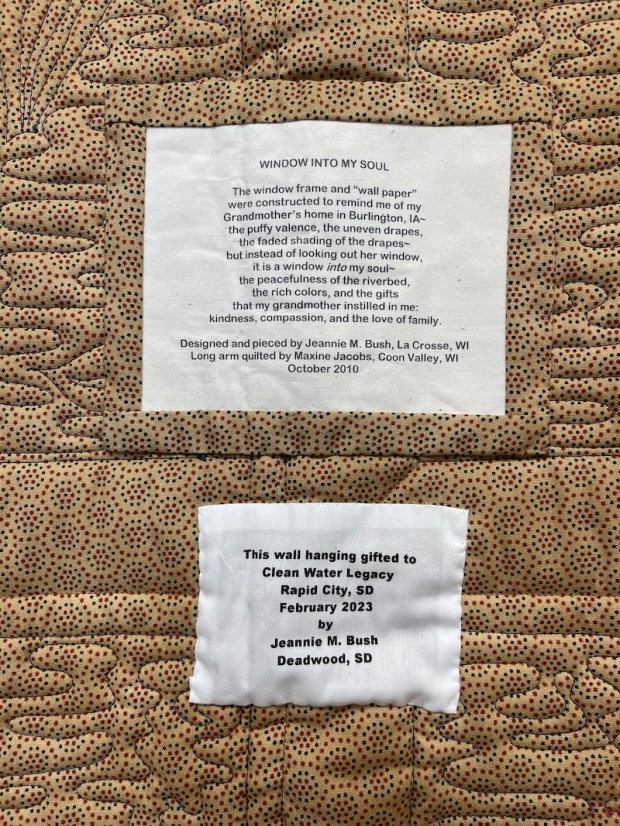 WINDOW INTO MY SOUL
The window frame and "wall paper"
were constructed to remind me of my
Grandmother's home in Burlington, IA~
the puffy valence, the uneven drapes,
the faded shading of the drapes~
but instead of looking out her window,
it is a window into my soul~
the peacefulness of the riverbed,
the rich colors, and the gifts
that my grandmother instilled in me:
kindness, compassion, and the love of family.
Designed and pieced by Jeannie M. Bush, La Crosse, WI
Long arm quilted by Maxine Jacobs, Coon Valley, WI
October 2010
This wall hanging gifted to
Clean Water Legacy
Rapid City, SD
February 2023
by
Jeannie M. Bush
Deadwood, SD